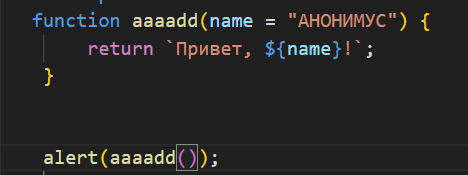 function aaaadd(name = "АНОНИМУС") {
return `Привет, ${name}!`;
}
alert(aaaadd());